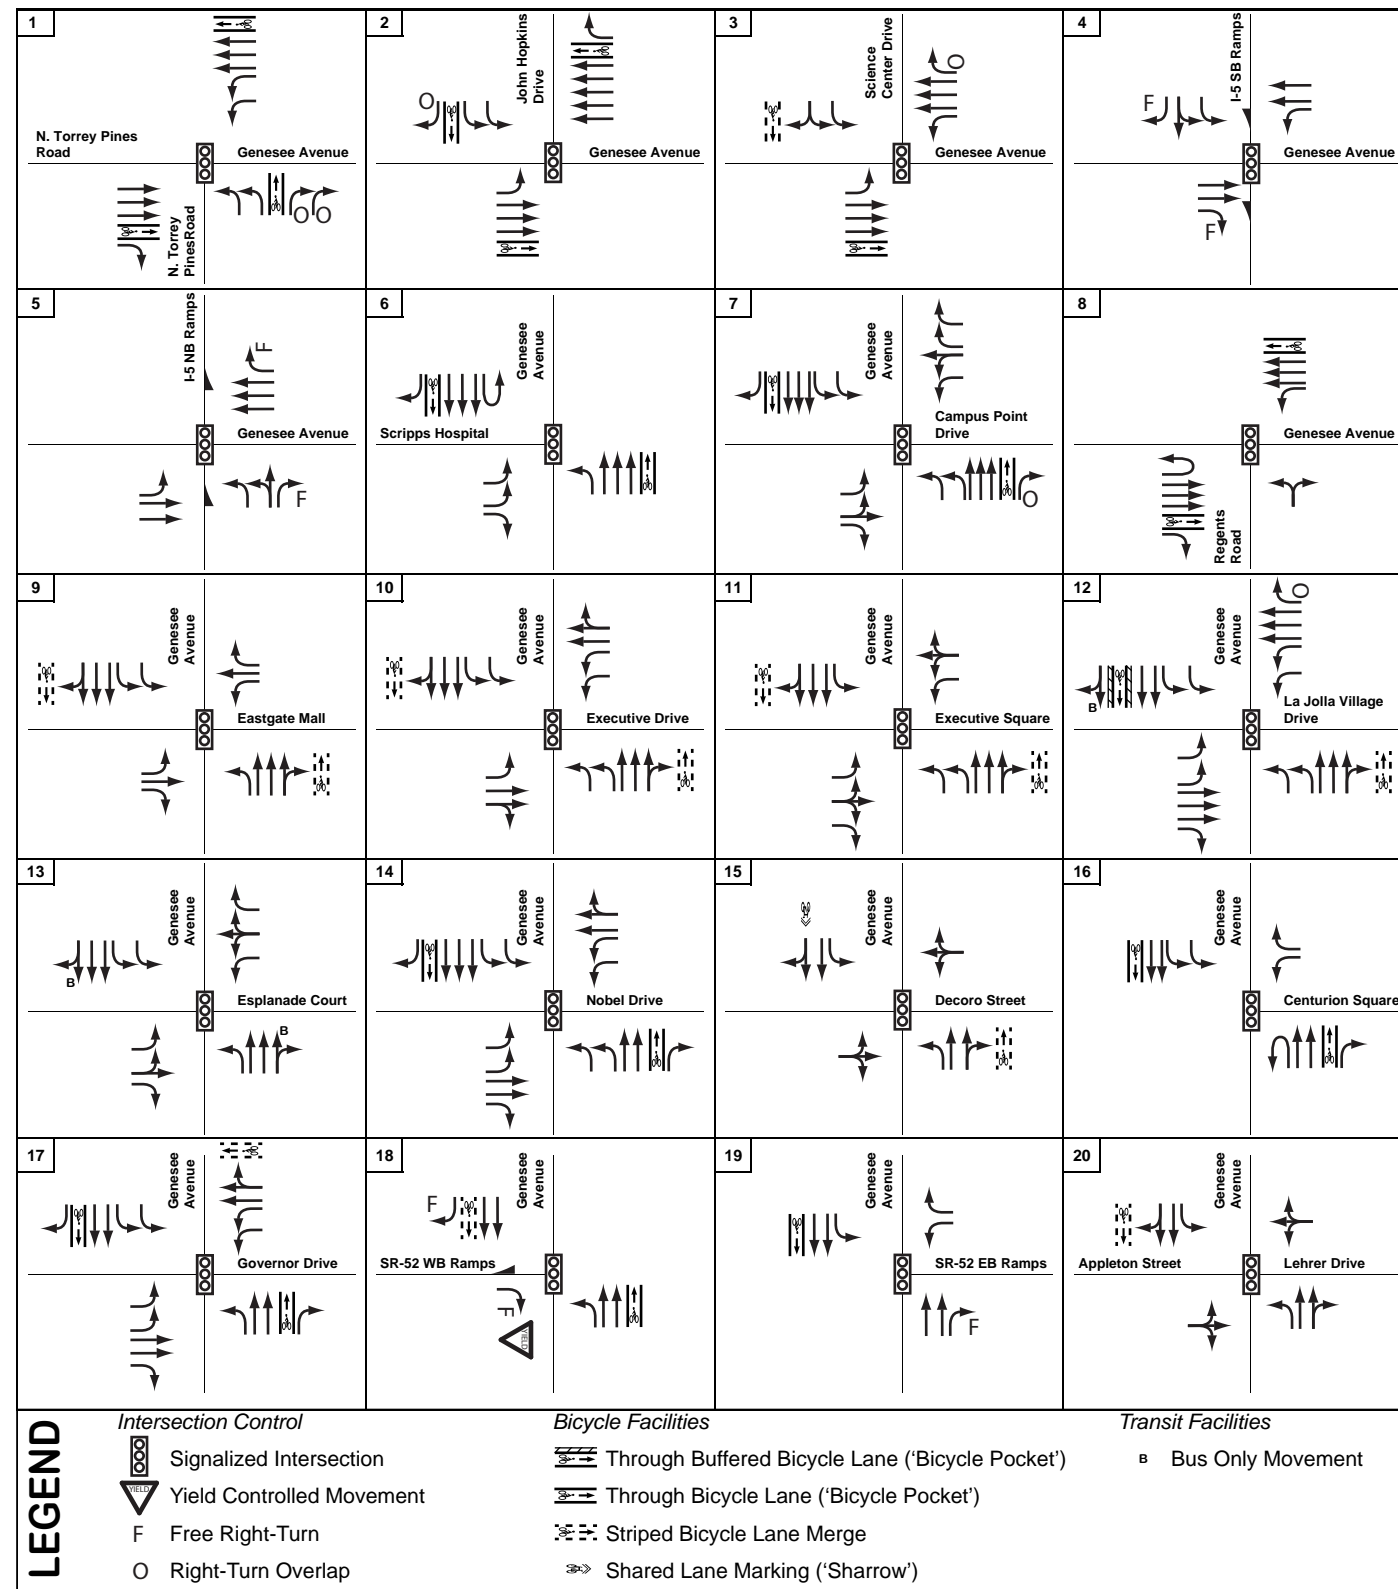 1
N. Torrey Pines
Road
Genesee Avenue
N. Torrey
PinesRoad
O
O
2
John Hopkins
Drive
O
Genesee Avenue
3
Science
Center Drive
O
Genesee Avenue
4
I-5 SB Ramps
F
Genesee Avenue
F
5
I-5 NB Ramps
F
Genesee Avenue
F
6
Genesee
Avenue
Scripps Hospital
7
Genesee
Avenue
Campus Point
Drive
O
8
Genesee Avenue
Regents
Road
9
Genesee
Avenue
Eastgate Mall
10
Genesee
Avenue
Executive Drive
11
Genesee
Avenue
Executive Square
12
Genesee
Avenue
O
B
La Jolla Village
Drive
13
Genesee
Avenue
B
Esplanade Court
B
14
Genesee
Avenue
Nobel Drive
15
Genesee
Avenue
Decoro Street
16
Genesee
Avenue
Centurion Square
17
Genesee
Avenue
Governor Drive
18
Genesee
Avenue
F
SR-52 WB Ramps
F
YIELD
19
Genesee
Avenue
SR-52 EB Ramps
F
20
Genesee
Avenue
Appleton Street
Lehrer Drive
LEGEND
Intersection Control
Signalized Intersection
YIELD
Yield Controlled Movement
F Free Right-Turn
O Right-Turn Overlap
Bicycle Facilities
Through Buffered Bicycle Lane (‘Bicycle Pocket’)
Through Bicycle Lane (‘Bicycle Pocket’)
Striped Bicycle Lane Merge
Shared Lane Marking (‘Sharrow’)
Transit Facilities
B Bus Only Movement